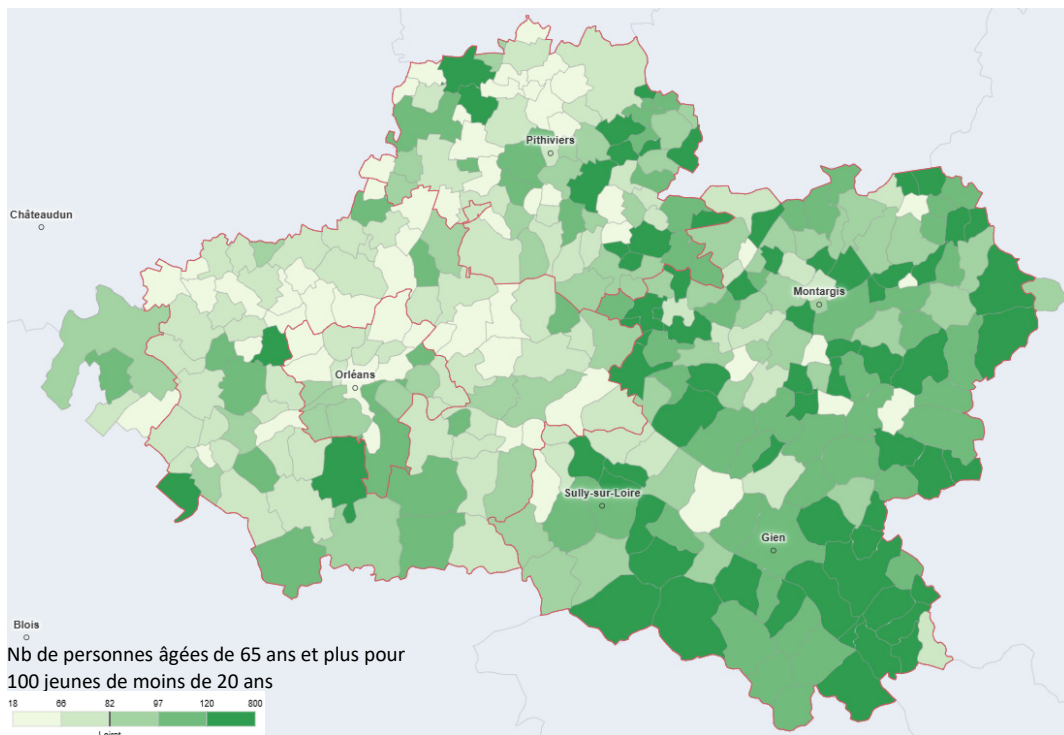 Pithiviers
Châteaudun
Montargis
Orléans
Sully-sur-Loire
Gien
Blois
Nb de personnes âgées de 65 ans et plus pour
100 jeunes de moins de 20 ans
18 66 82 97 120 800
Loiret